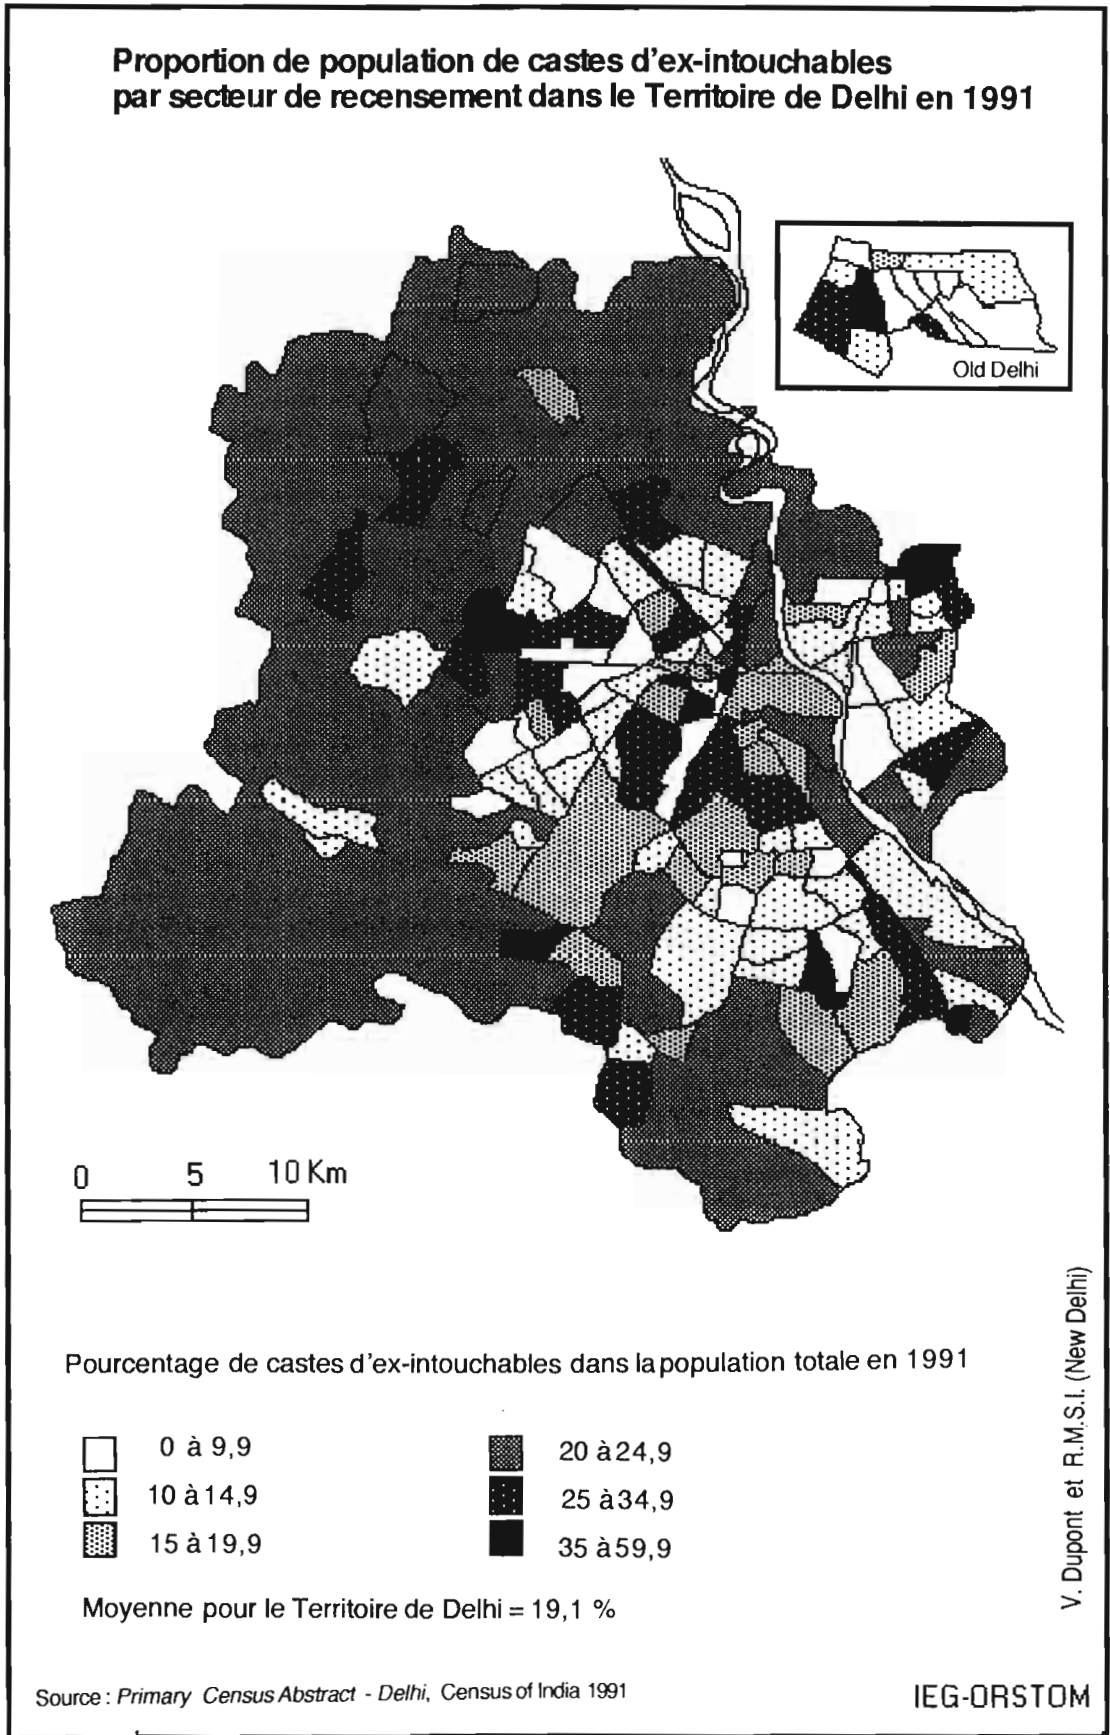 Proportion de population de castes d'ex-intouchables
par secteur de recensement dans le Territoire de Delhi en 1991
Old Delhi
0 5 10 Km
Pourcentage de castes d'ex-intouchables dans la population totale en 1991
0 à 9,9
10 à 14,9
15 à 19,9
20 à 24,9
25 à 34,9
35 à 59,9
Moyenne pour le Territoire de Delhi = 19,1 %
V. Dupont et R.M.S.I. (New Delhi)
Source : Primary Census Abstract - Delhi, Census of India 1991
IEG-ORSTOM